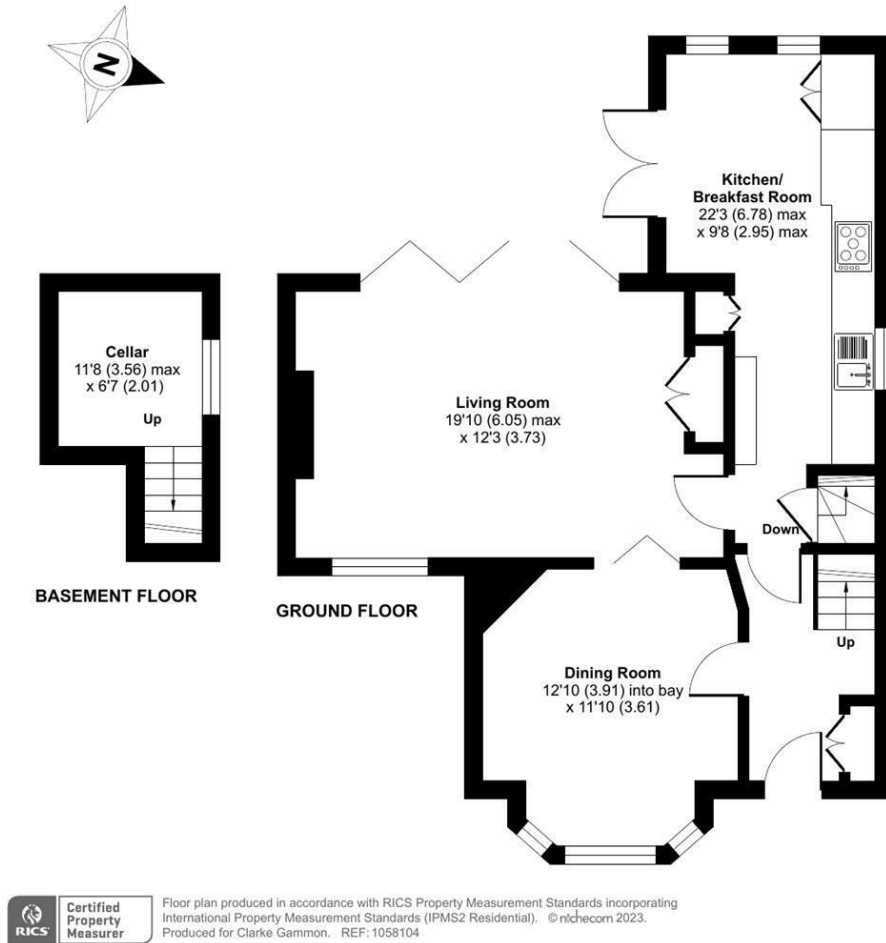 N
Kitchen/
Breakfast Room
22'3 (6.78) max
x 9'8 (2.95) max
Cellar
11'8 (3.56) max
x 6'7 (2.01)
Up
Living Room
19'10 (6.05) max
x 12'3 (3.73)
Down
BASEMENT FLOOR
GROUND FLOOR
Up
Dining Room
12'10 (3.91) into bay
x 11'10 (3.61)
RICS
Certified
Property
Measurer
Floor plan produced in accordance with RICS Property Measurement Standards incorporating
International Property Measurement Standards (IPMS2 Residential). © nichecom 2023.
Produced for Clarke Gammon. REF: 1058104